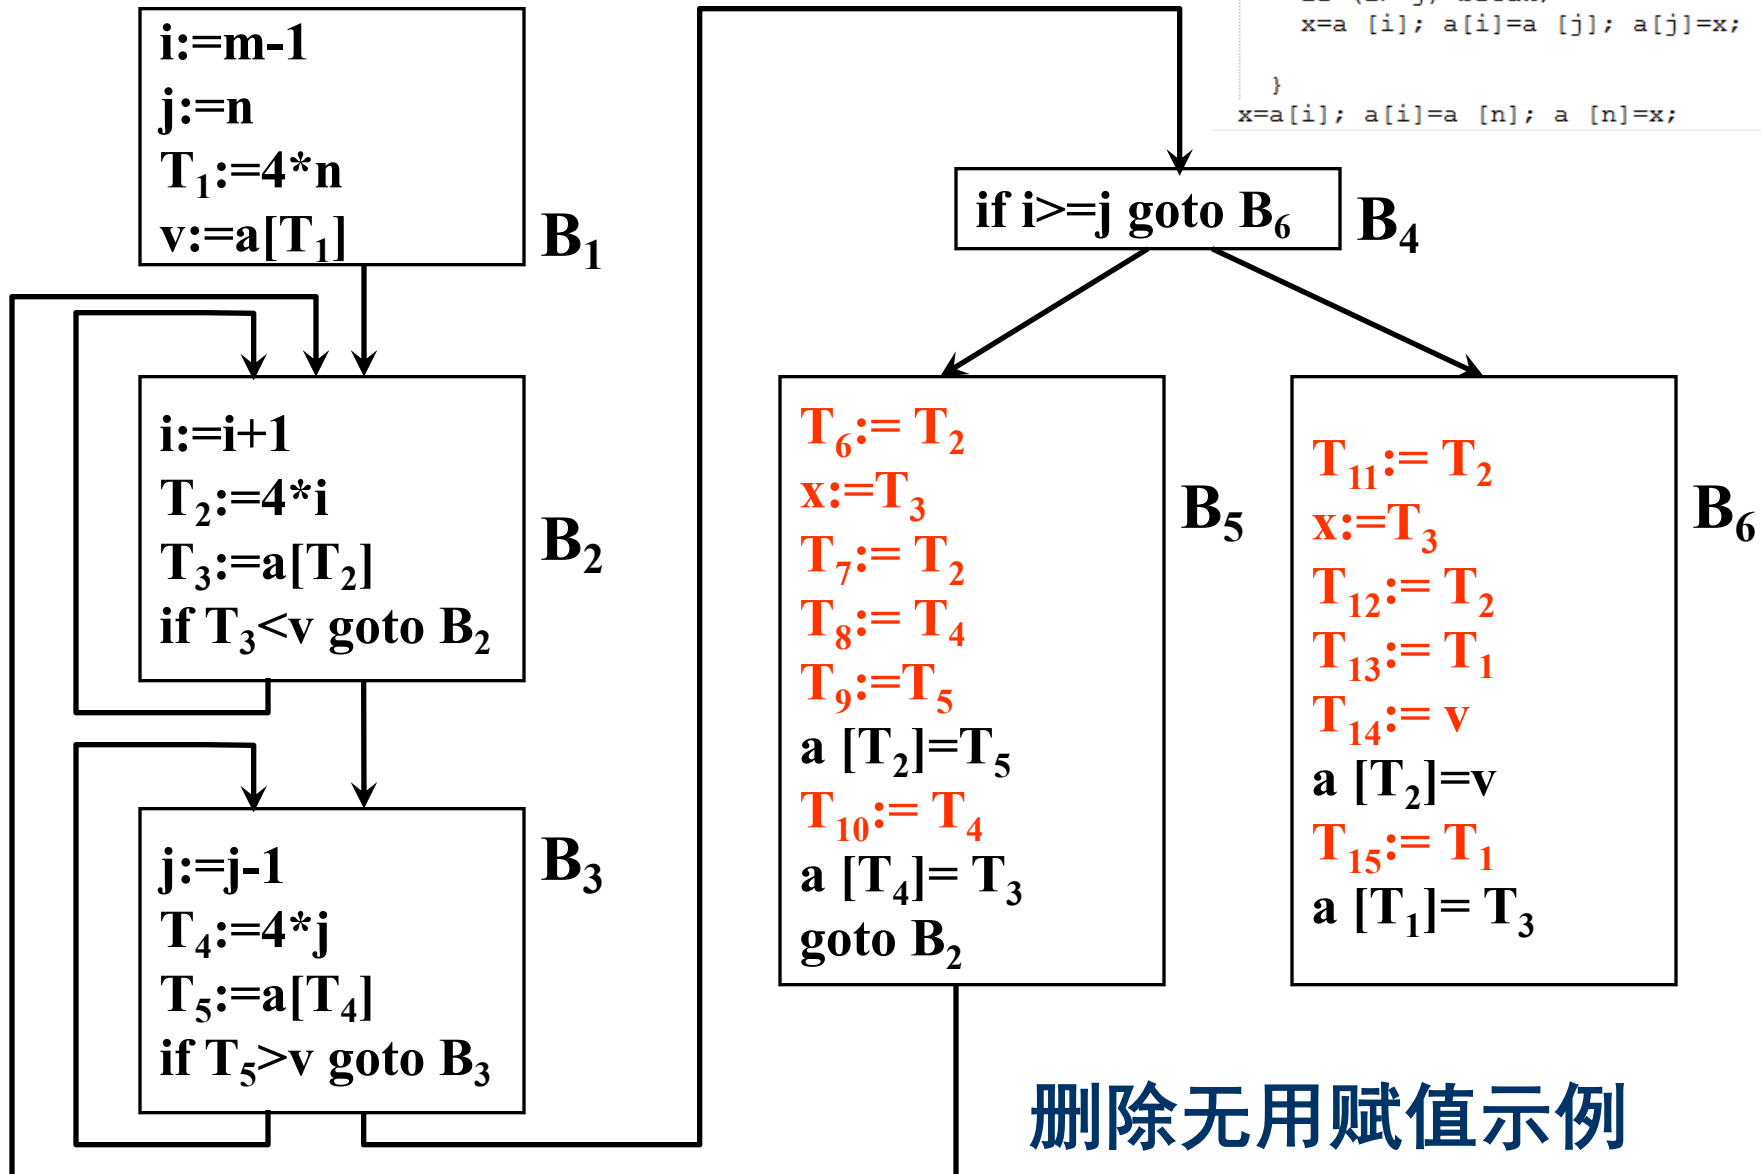 i:=m-1
j:=n
T₁:=4*n
v:=a[T₁]
B₁
i:=i+1
T₂:=4*i
T₃:=a[T₂]
if T₃<v goto B₂
B₂
j:=j-1
T₄:=4*j
T₅:=a[T₄]
if T₅>v goto B₃
B₃
x=a [i]; a[i]=a [j]; a[j]=x;
}
x=a[i]; a[i]=a [n]; a [n]=x;
if i>=j goto B₆
B₄
T₆:= T₂
x:=T₃
T₇:= T₂
T₈:= T₄
T₉:=T₅
a [T₂]=T₅
T₁₀:= T₄
a [T₄]= T₃
goto B₂
B₅
T₁₁:= T₂
x:=T₃
T₁₂:= T₂
T₁₃:= T₁
T₁₄:= v
a [T₂]=v
T₁₅:= T₁
a [T₁]= T₃
B₆
删除无用赋值示例